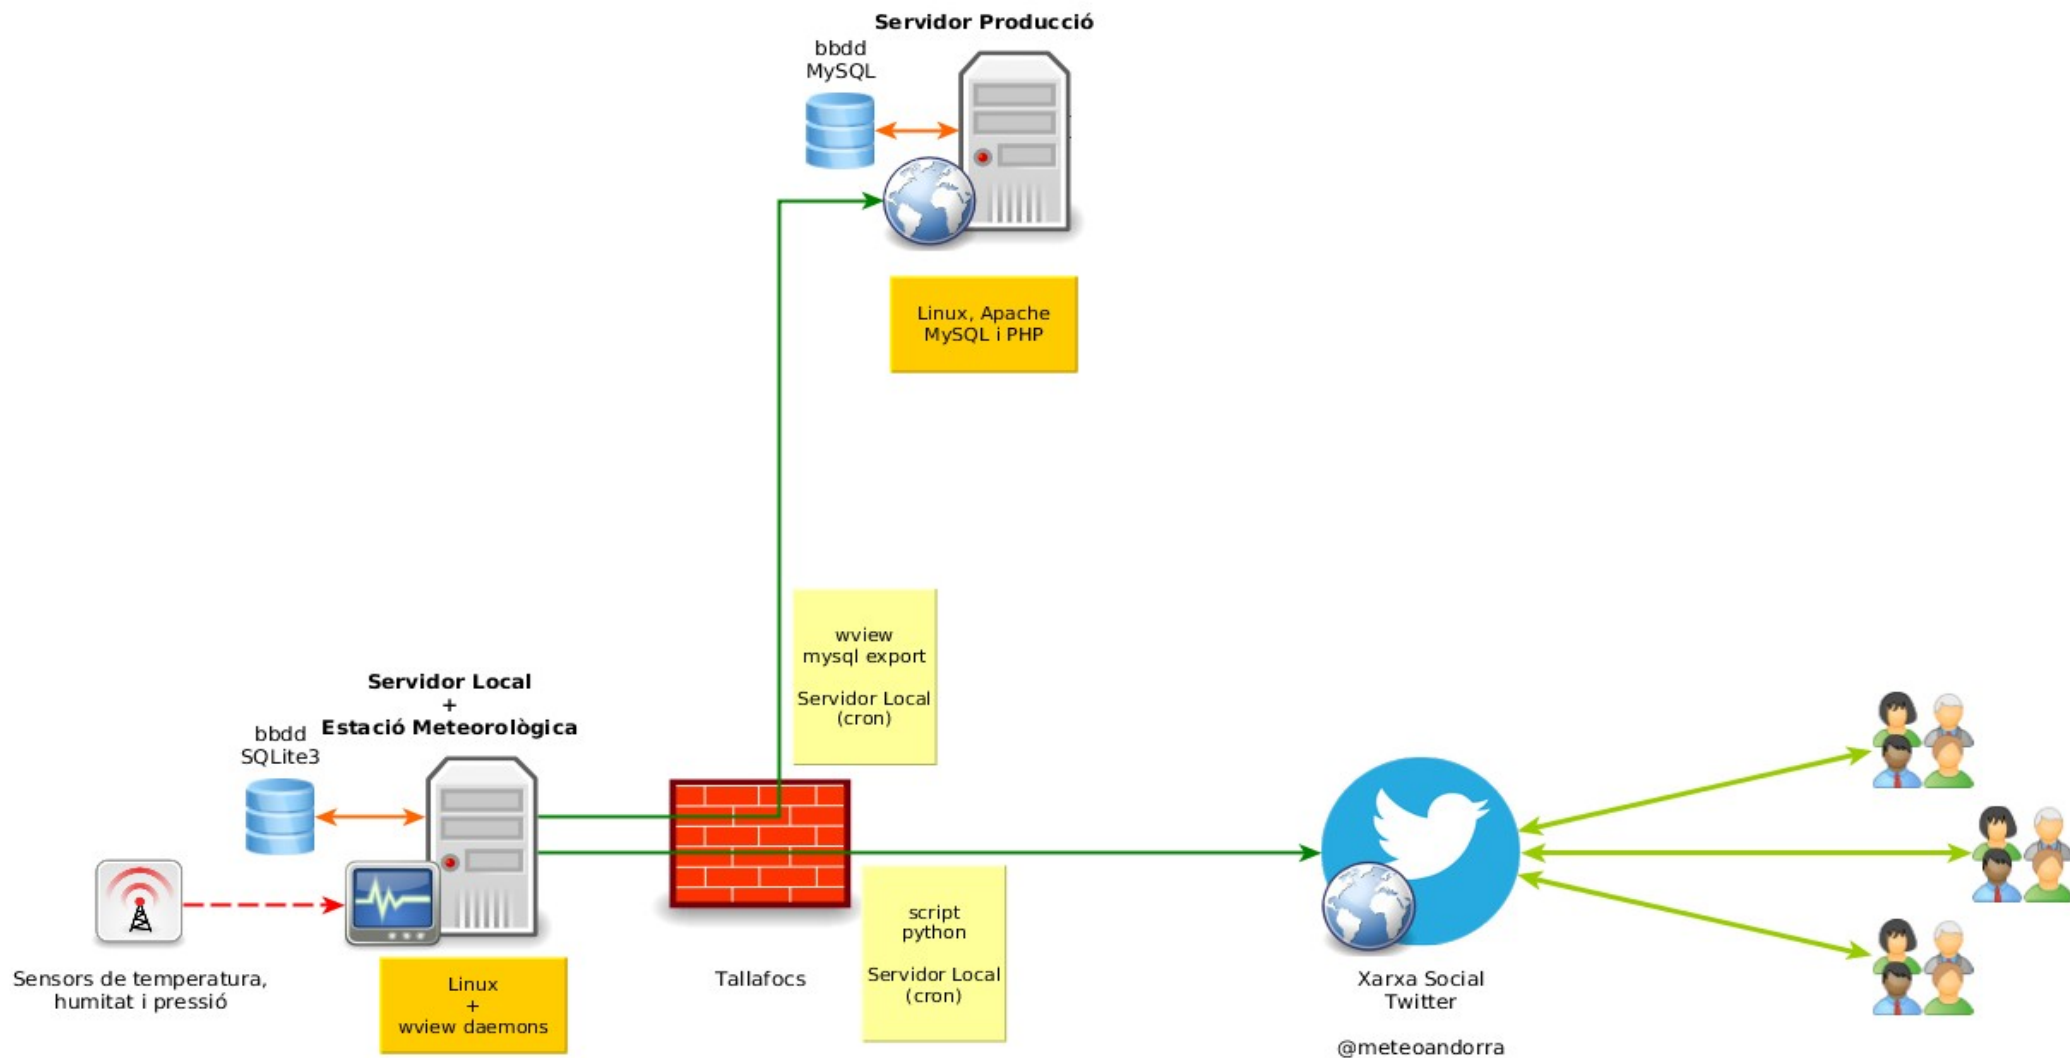 Servidor Producció
bbdd
MySQL
Linux, Apache
MySQL i PHP
wview
mysql export
Servidor Local
(cron)
Servidor Local
+
Estació Meteorològica
bbdd
SQLite3
Sensors de temperatura,
humitat i pressió
Linux
+
wview daemons
Tallafocs
script
python
Servidor Local
(cron)
Xarxa Social
Twitter
@meteoandorra